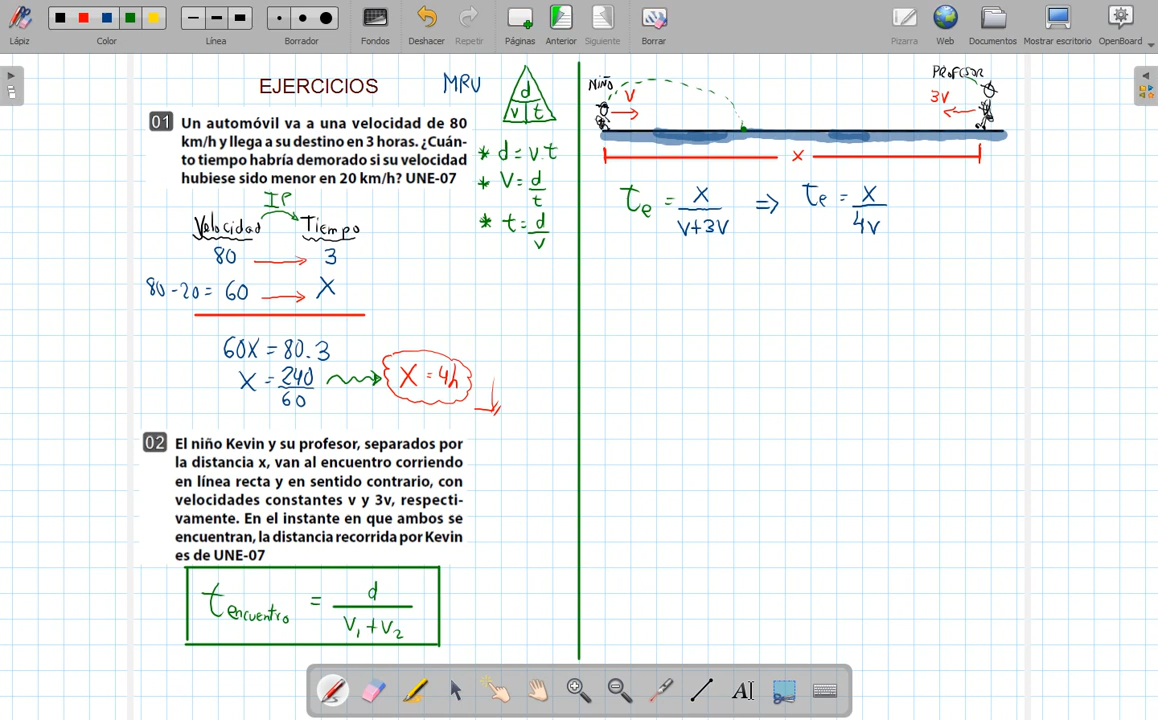 Lápiz
Color
Línea
Borrador
Fondos
Deshacer
Repetir
Páginas
Anterior
Siguiente
Borrar
Pizarra
Web
Documentos
Mostrar escritorio
OpenBoard
EJERCICIOS
MRU
d
v t
01 Un automóvil va a una velocidad de 80
km/h y llega a su destino en 3 horas. ¿Cuán-
to tiempo habría demorado si su velocidad
hubiese sido menor en 20 km/h? UNE-07
* d = v.t
* V = d/t
* t = d/v
IP
Velocidad Tiempo
80 → 3
80 - 20 = 60 → X
60X = 80.3
X = 240/60
X = 4h
02 El niño Kevin y su profesor, separados por
la distancia x, van al encuentro corriendo
en línea recta y en sentido contrario, con
velocidades constantes v y 3v, respecti-
vamente. En el instante en que ambos se
encuentran, la distancia recorrida por Kevin
es de UNE-07
t encuentro = d / (V₁ + V₂)
NIÑO
V
PROFESOR
3V
x
te = x/(v+3v) ⇒ te = x/4v
AI